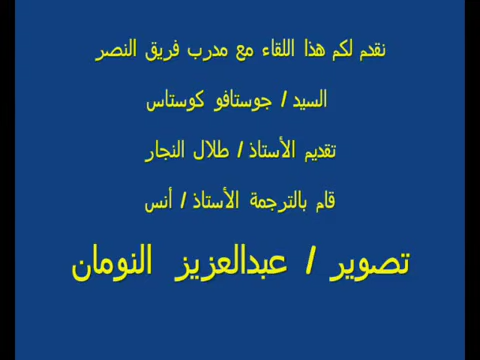 نقدم لكم هذا اللقاء مع مدرب فريق النصر
السيد / جوستافو كوستاس
تقديم الأستاذ / طلال النجار
قام بالترجمة الأستاذ / أنس
تصوير / عبدالعزيز النومان